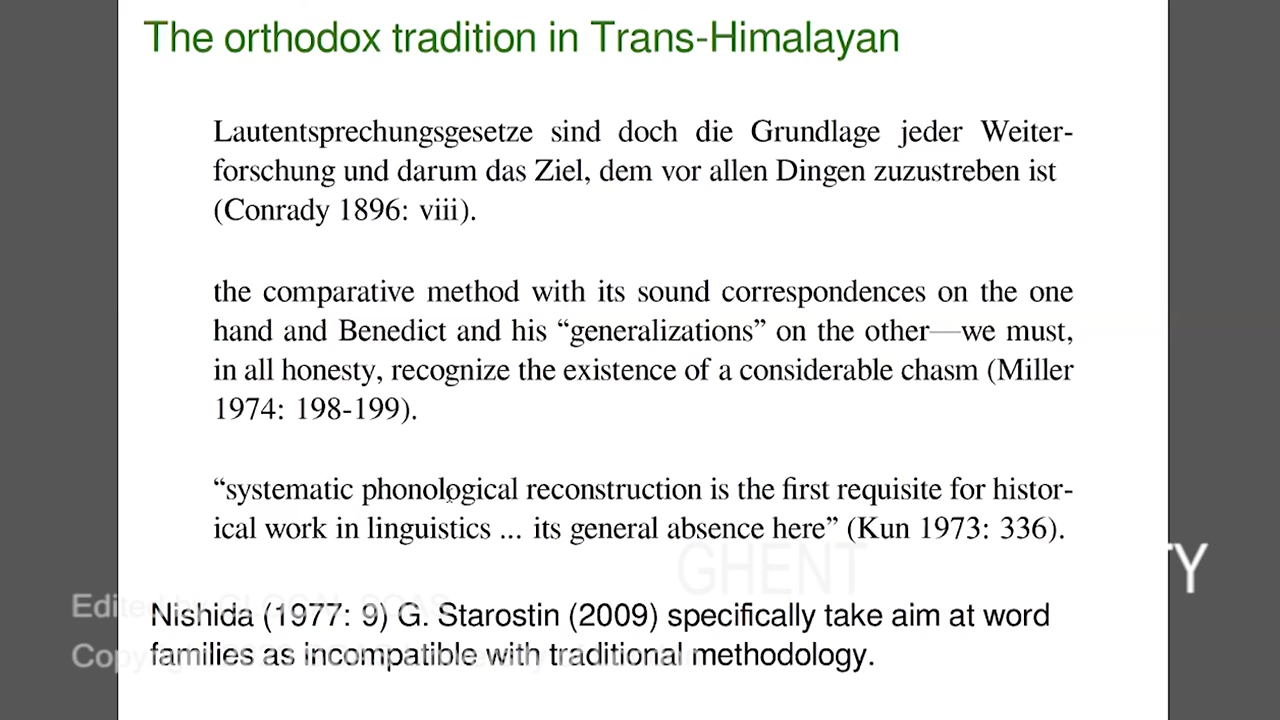 The orthodox tradition in Trans-Himalayan
Lautentsprechungsgesetze sind doch die Grundlage jeder Weiter-
forschung und darum das Ziel, dem vor allen Dingen zuzustreben ist
(Conrady 1896: viii).
the comparative method with its sound correspondences on the one
hand and Benedict and his “generalizations” on the other—we must,
in all honesty, recognize the existence of a considerable chasm (Miller
1974: 198-199).
“systematic phonological reconstruction is the first requisite for histor-
ical work in linguistics ... its general absence here” (Kun 1973: 336).
GHENT
TY
Nishida (1977: 9) G. Starostin (2009) specifically take aim at word
families as incompatible with traditional methodology.
Edited by